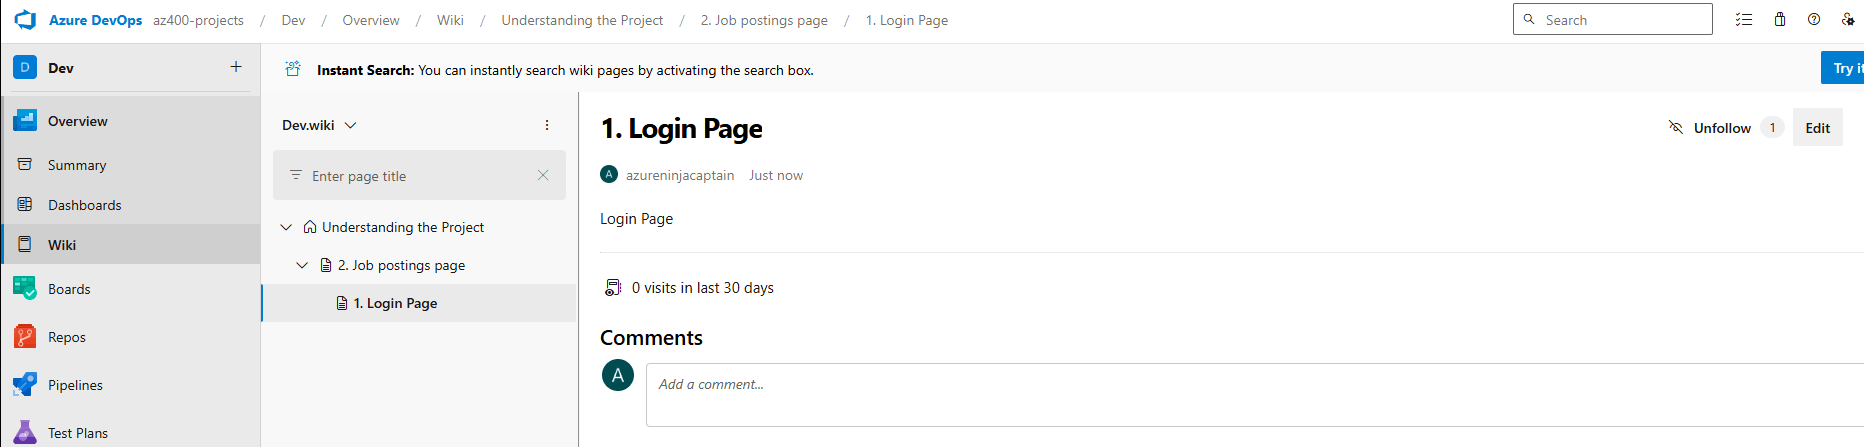 Azure DevOps az400-projects / Dev / Overview / Wiki / Understanding the Project / 2. Job postings page / 1. Login Page
Search
D Dev
Instant Search: You can instantly search wiki pages by activating the search box.
Try it
Overview
Summary
Dashboards
Wiki
Boards
Repos
Pipelines
Test Plans
Dev.wiki
Enter page title
Understanding the Project
2. Job postings page
1. Login Page
1. Login Page
Unfollow 1
Edit
A azureninjacaptain Just now
Login Page
0 visits in last 30 days
Comments
A
Add a comment...